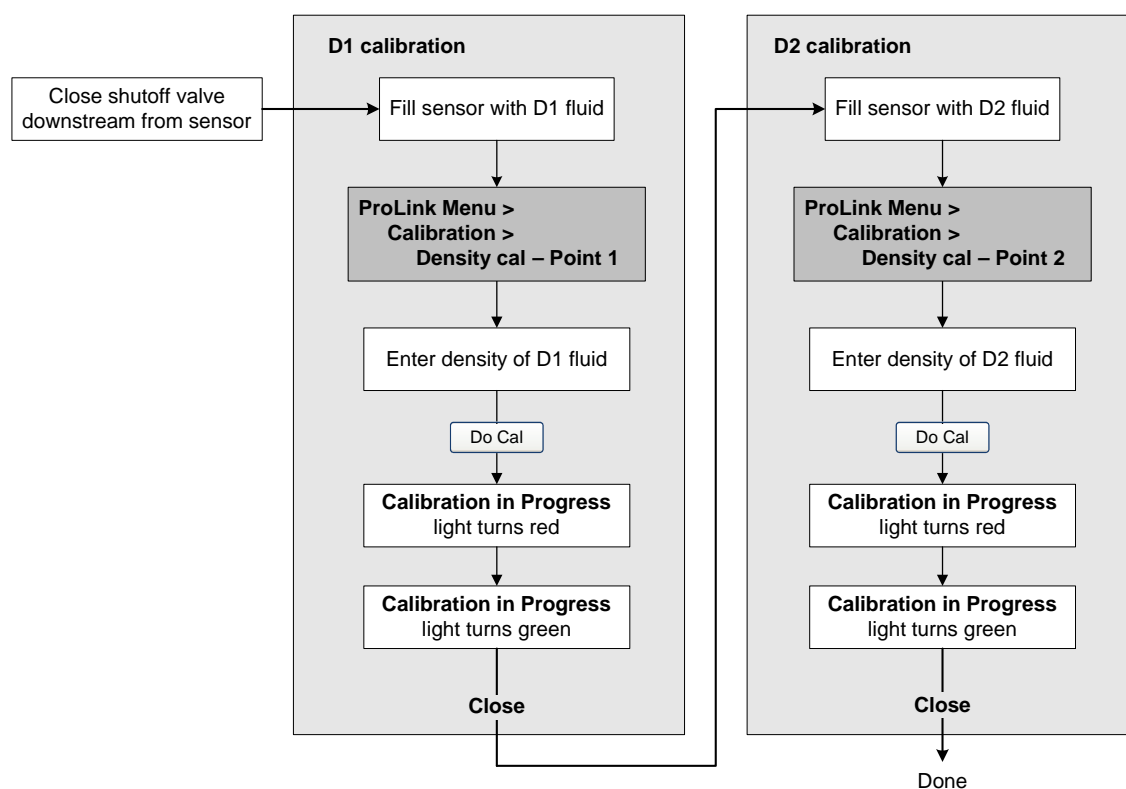 Close shutoff valve
downstream from sensor
D1 calibration
Fill sensor with D1 fluid
ProLink Menu >
Calibration >
Density cal – Point 1
Enter density of D1 fluid
Do Cal
Calibration in Progress
light turns red
Calibration in Progress
light turns green
Close
D2 calibration
Fill sensor with D2 fluid
ProLink Menu >
Calibration >
Density cal – Point 2
Enter density of D2 fluid
Do Cal
Calibration in Progress
light turns red
Calibration in Progress
light turns green
Close
Done